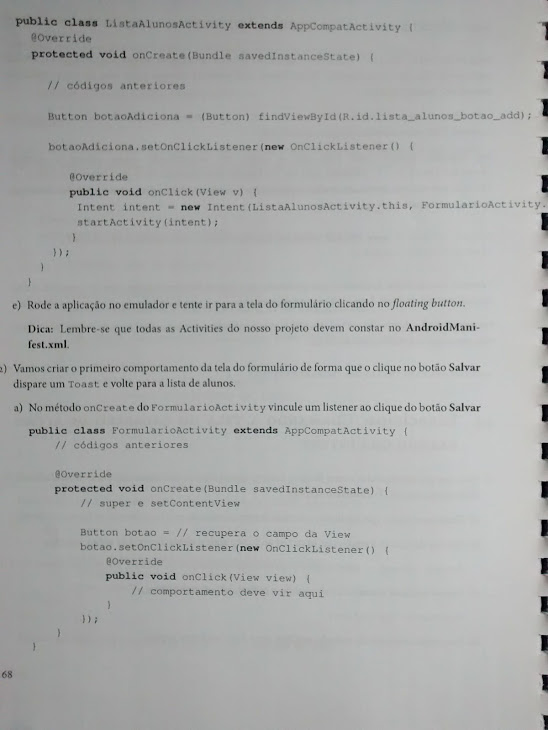 public class ListaAlunosActivity extends AppCompatActivity {
@Override
protected void onCreate(Bundle savedInstanceState) {
// códigos anteriores
Button botaoAdiciona = (Button) findViewById(R.id.lista_alunos_botao_add);
botaoAdiciona.setOnClickListener(new OnClickListener() {
@Override
public void onClick(View v) {
Intent intent = new Intent(ListaAlunosActivity.this, FormularioActivity.
startActivity(intent);
}
});
}
}
e) Rode a aplicação no emulador e tente ir para a tela do formulário clicando no floating button.
Dica: Lembre-se que todas as Activities do nosso projeto devem constar no AndroidMani-
fest.xml.
2) Vamos criar o primeiro comportamento da tela do formulário de forma que o clique no botão Salvar
dispare um Toast e volte para a lista de alunos.
a) No método onCreate do FormularioActivity vincule um listener ao clique do botão Salvar
public class FormularioActivity extends AppCompatActivity {
// códigos anteriores
@Override
protected void onCreate(Bundle savedInstanceState) {
// super e setContentView
Button botao = // recupera o campo da View
botao.setOnClickListener(new OnClickListener() {
@Override
public void onClick(View view) {
// comportamento deve vir aqui
}
});
}
}
68